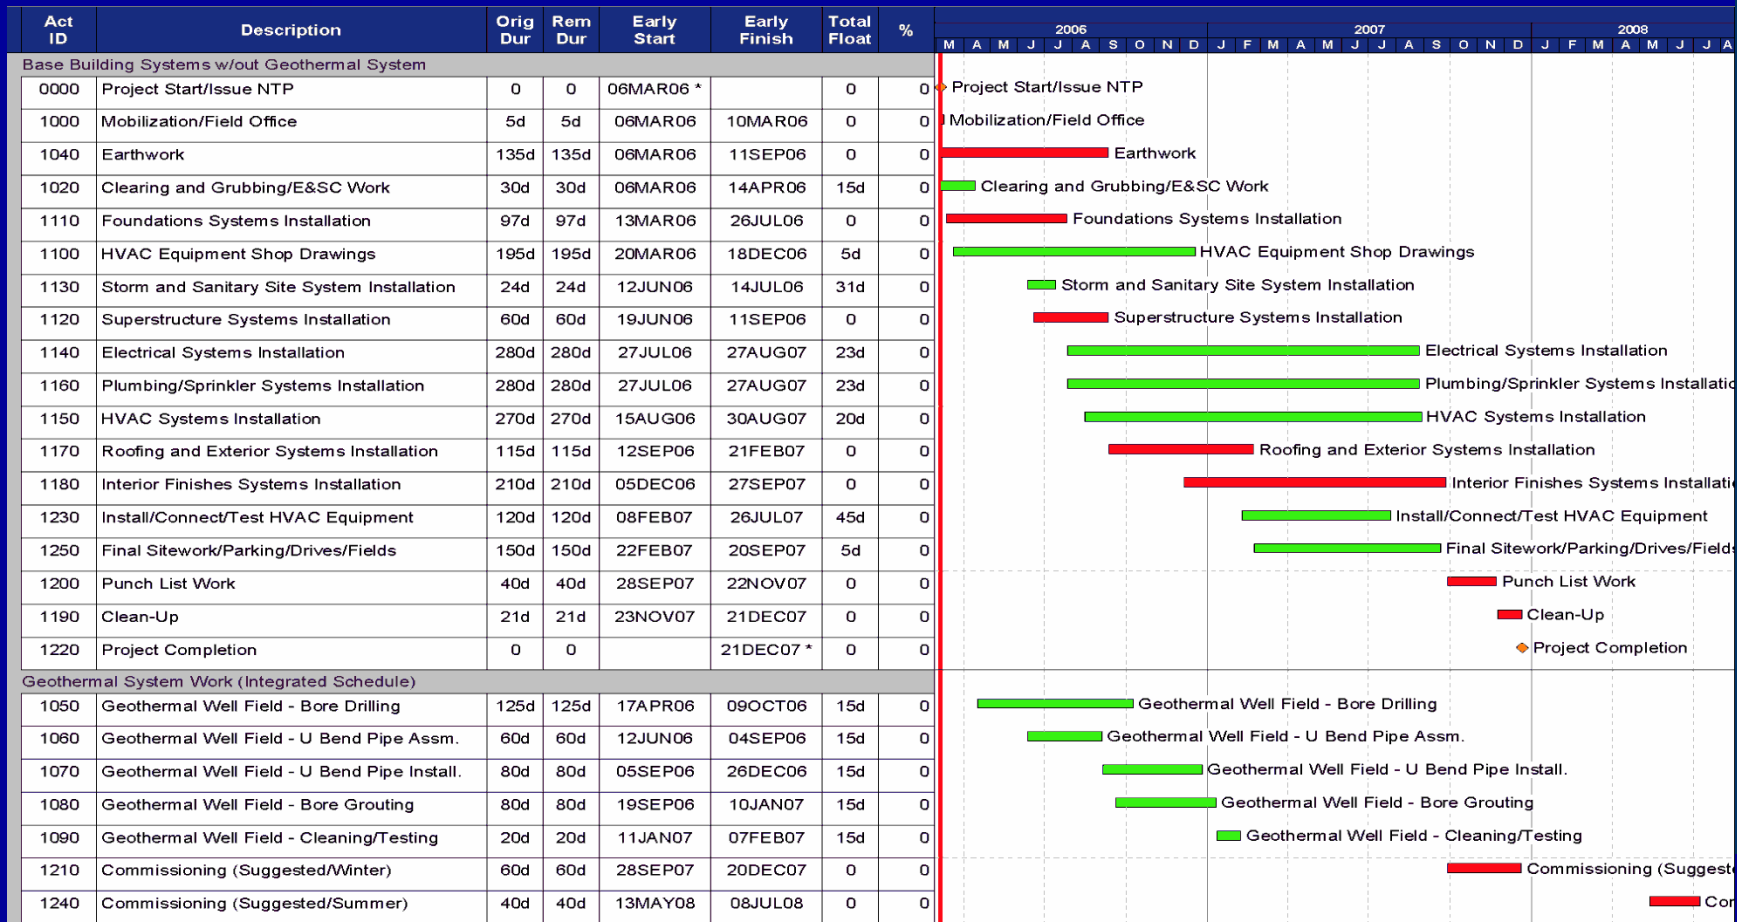 Act ID Description Orig Dur Rem Dur Early Start Early Finish Total Float % 2006 2007 2008
M A M J J A S O N D J F M A M J J A S O N D J F M A M J J A
Base Building Systems w/out Geothermal System
0000 Project Start/Issue NTP 0 0 06MAR06 * 0 0 Project Start/Issue NTP
1000 Mobilization/Field Office 5d 5d 06MAR06 10MAR06 0 0 Mobilization/Field Office
1040 Earthwork 135d 135d 06MAR06 11SEP06 0 0 Earthwork
1020 Clearing and Grubbing/E&SC Work 30d 30d 06MAR06 14APR06 15d 0 Clearing and Grubbing/E&SC Work
1110 Foundations Systems Installation 97d 97d 13MAR06 26JUL06 0 0 Foundations Systems Installation
1100 HVAC Equipment Shop Drawings 195d 195d 20MAR06 18DEC06 5d 0 HVAC Equipment Shop Drawings
1130 Storm and Sanitary Site System Installation 24d 24d 12JUN06 14JUL06 31d 0 Storm and Sanitary Site System Installation
1120 Superstructure Systems Installation 60d 60d 19JUN06 11SEP06 0 0 Superstructure Systems Installation
1140 Electrical Systems Installation 280d 280d 27JUL06 27AUG07 23d 0 Electrical Systems Installation
1160 Plumbing/Sprinkler Systems Installation 280d 280d 27JUL06 27AUG07 23d 0 Plumbing/Sprinkler Systems Installatio
1150 HVAC Systems Installation 270d 270d 15AUG06 30AUG07 20d 0 HVAC Systems Installation
1170 Roofing and Exterior Systems Installation 115d 115d 12SEP06 21FEB07 0 0 Roofing and Exterior Systems Installation
1180 Interior Finishes Systems Installation 210d 210d 05DEC06 27SEP07 0 0 Interior Finishes Systems Installati
1230 Install/Connect/Test HVAC Equipment 120d 120d 08FEB07 26JUL07 45d 0 Install/Connect/Test HVAC Equipment
1250 Final Sitework/Parking/Drives/Fields 150d 150d 22FEB07 20SEP07 5d 0 Final Sitework/Parking/Drives/Fields
1200 Punch List Work 40d 40d 28SEP07 22NOV07 0 0 Punch List Work
1190 Clean-Up 21d 21d 23NOV07 21DEC07 0 0 Clean-Up
1220 Project Completion 0 0 21DEC07 * 0 0 Project Completion
Geothermal System Work (Integrated Schedule)
1050 Geothermal Well Field - Bore Drilling 125d 125d 17APR06 09OCT06 15d 0 Geothermal Well Field - Bore Drilling
1060 Geothermal Well Field - U Bend Pipe Assm. 60d 60d 12JUN06 04SEP06 15d 0 Geothermal Well Field - U Bend Pipe Assm.
1070 Geothermal Well Field - U Bend Pipe Install. 80d 80d 05SEP06 26DEC06 15d 0 Geothermal Well Field - U Bend Pipe Install.
1080 Geothermal Well Field - Bore Grouting 80d 80d 19SEP06 10JAN07 15d 0 Geothermal Well Field - Bore Grouting
1090 Geothermal Well Field - Cleaning/Testing 20d 20d 11JAN07 07FEB07 15d 0 Geothermal Well Field - Cleaning/Testing
1210 Commissioning (Suggested/Winter) 60d 60d 28SEP07 20DEC07 0 0 Commissioning (Suggest
1240 Commissioning (Suggested/Summer) 40d 40d 13MAY08 08JUL08 0 0 Cor